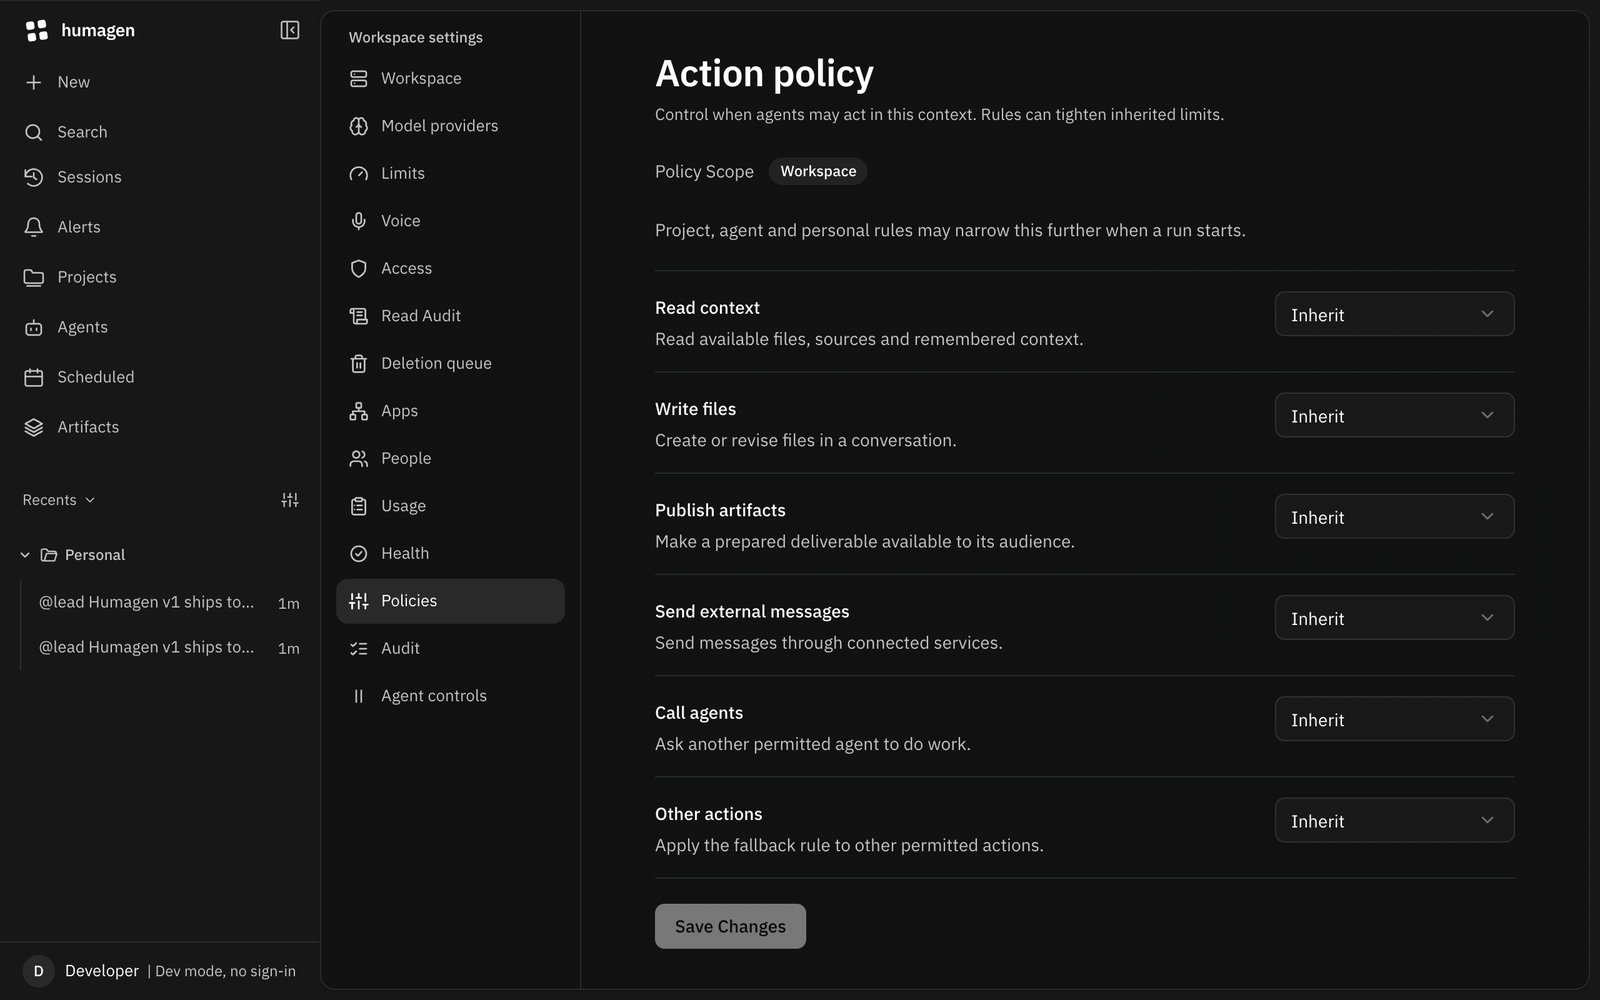 humagen
New
Search
Sessions
Alerts
Projects
Agents
Scheduled
Artifacts
Recents
Personal
@lead Humagen v1 ships to... 1m
@lead Humagen v1 ships to... 1m
D Developer | Dev mode, no sign-in
Workspace settings
Workspace
Model providers
Limits
Voice
Access
Read Audit
Deletion queue
Apps
People
Usage
Health
Policies
Audit
Agent controls
Action policy
Control when agents may act in this context. Rules can tighten inherited limits.
Policy Scope Workspace
Project, agent and personal rules may narrow this further when a run starts.
Read context
Inherit
Read available files, sources and remembered context.
Write files
Inherit
Create or revise files in a conversation.
Publish artifacts
Inherit
Make a prepared deliverable available to its audience.
Send external messages
Inherit
Send messages through connected services.
Call agents
Inherit
Ask another permitted agent to do work.
Other actions
Inherit
Apply the fallback rule to other permitted actions.
Save Changes